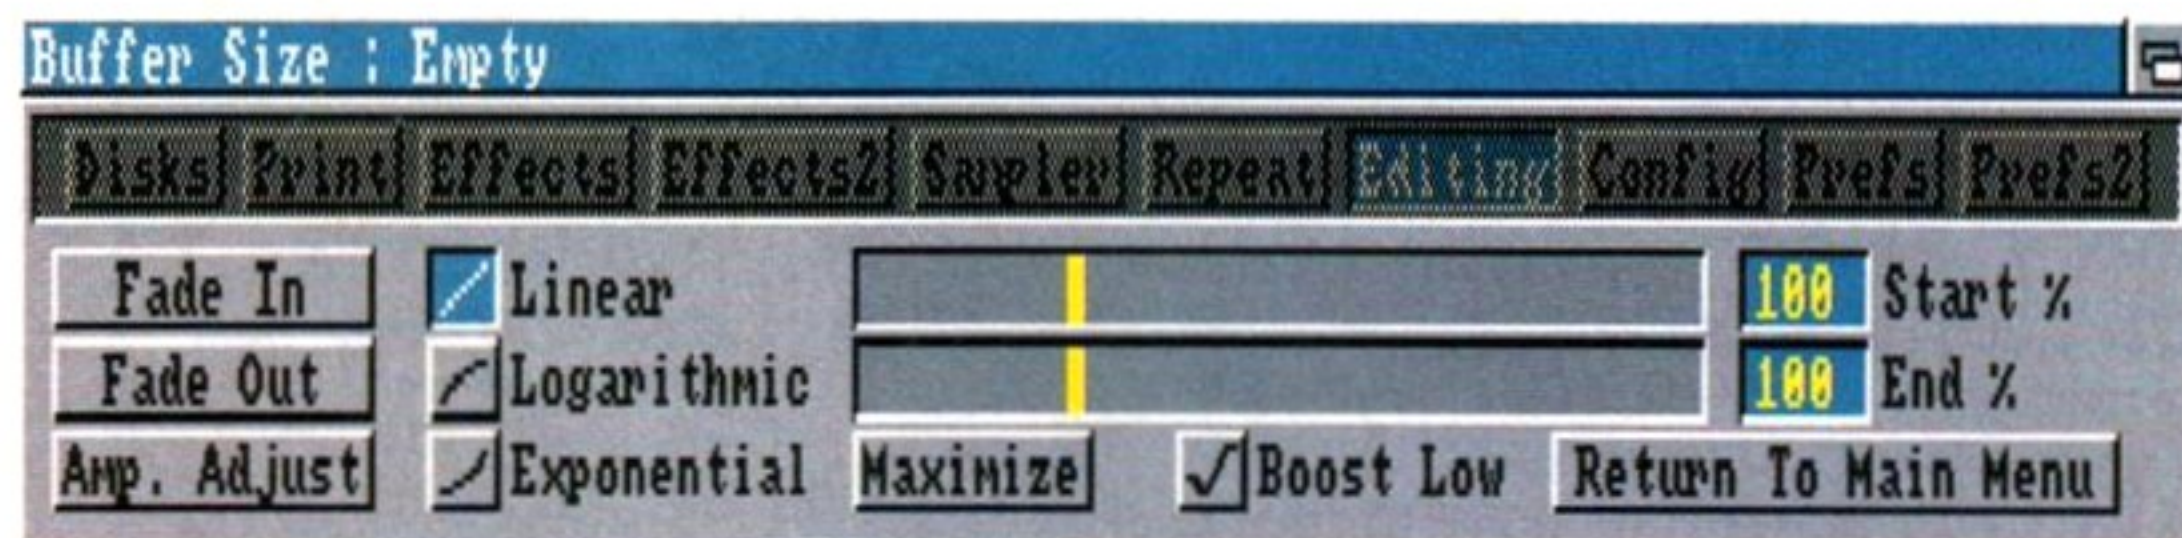 Buffer Size : Empty
Disks Print Effects Effects2 Sampler Repeat Editing Config Prefs Prefs2
Fade In Linear 100 Start %
Fade Out Logarithmic 100 End %
Amp. Adjust Exponential Maximize Boost Low Return To Main Menu